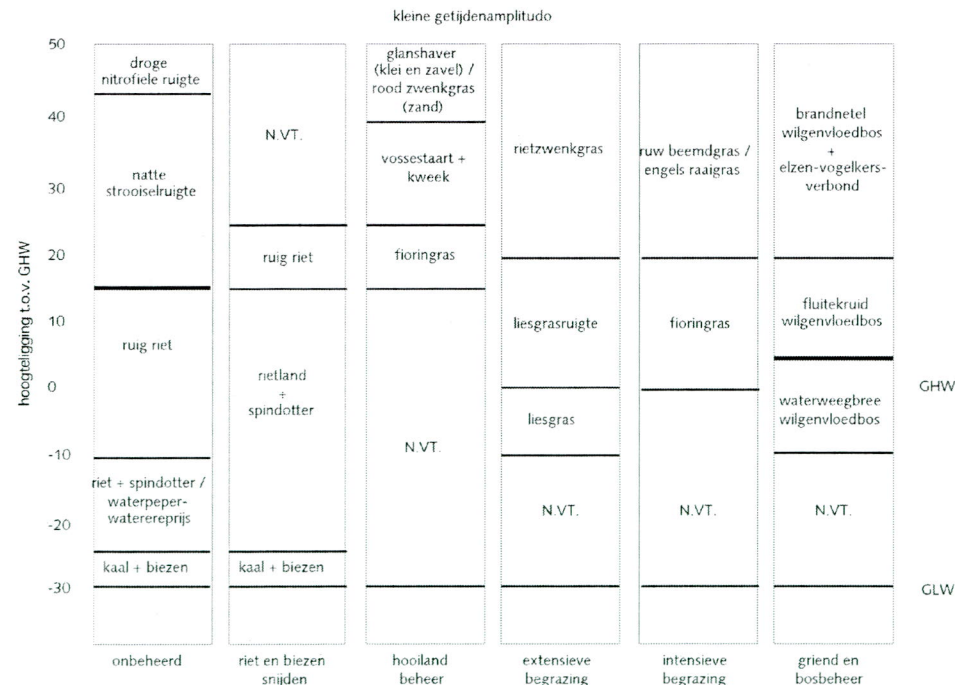 kleine getijdenamplitudo
hoogteligging t.o.v. GHW
50
40
30
20
10
0
-10
-20
-30
droge
nitrofiele ruigte
natte
strooiselruigte
ruig riet
riet + spindotter /
waterpeper-
waterereprijs
kaal + biezen
onbeheerd
N.VT.
ruig riet
rietland
+
spindotter
kaal + biezen
riet en biezen
snijden
glanshaver
(klei en zavel) /
rood zwenkgras
(zand)
vossestaart +
kweek
fioringras
N.VT.
hooiland
beheer
rietzwenkgras
liesgrasruigte
liesgras
N.VT.
extensieve
begrazing
ruw beemdgras /
engels raaigras
fioringras
N.VT.
intensieve
begrazing
brandnetel
wilgenvloedbos
+
elzen-vogelkers-
verbond
fluitekruid
wilgenvloedbos
waterweegbree
wilgenvloedbos
N.VT.
griend en
bosbeheer
GHW
GLW